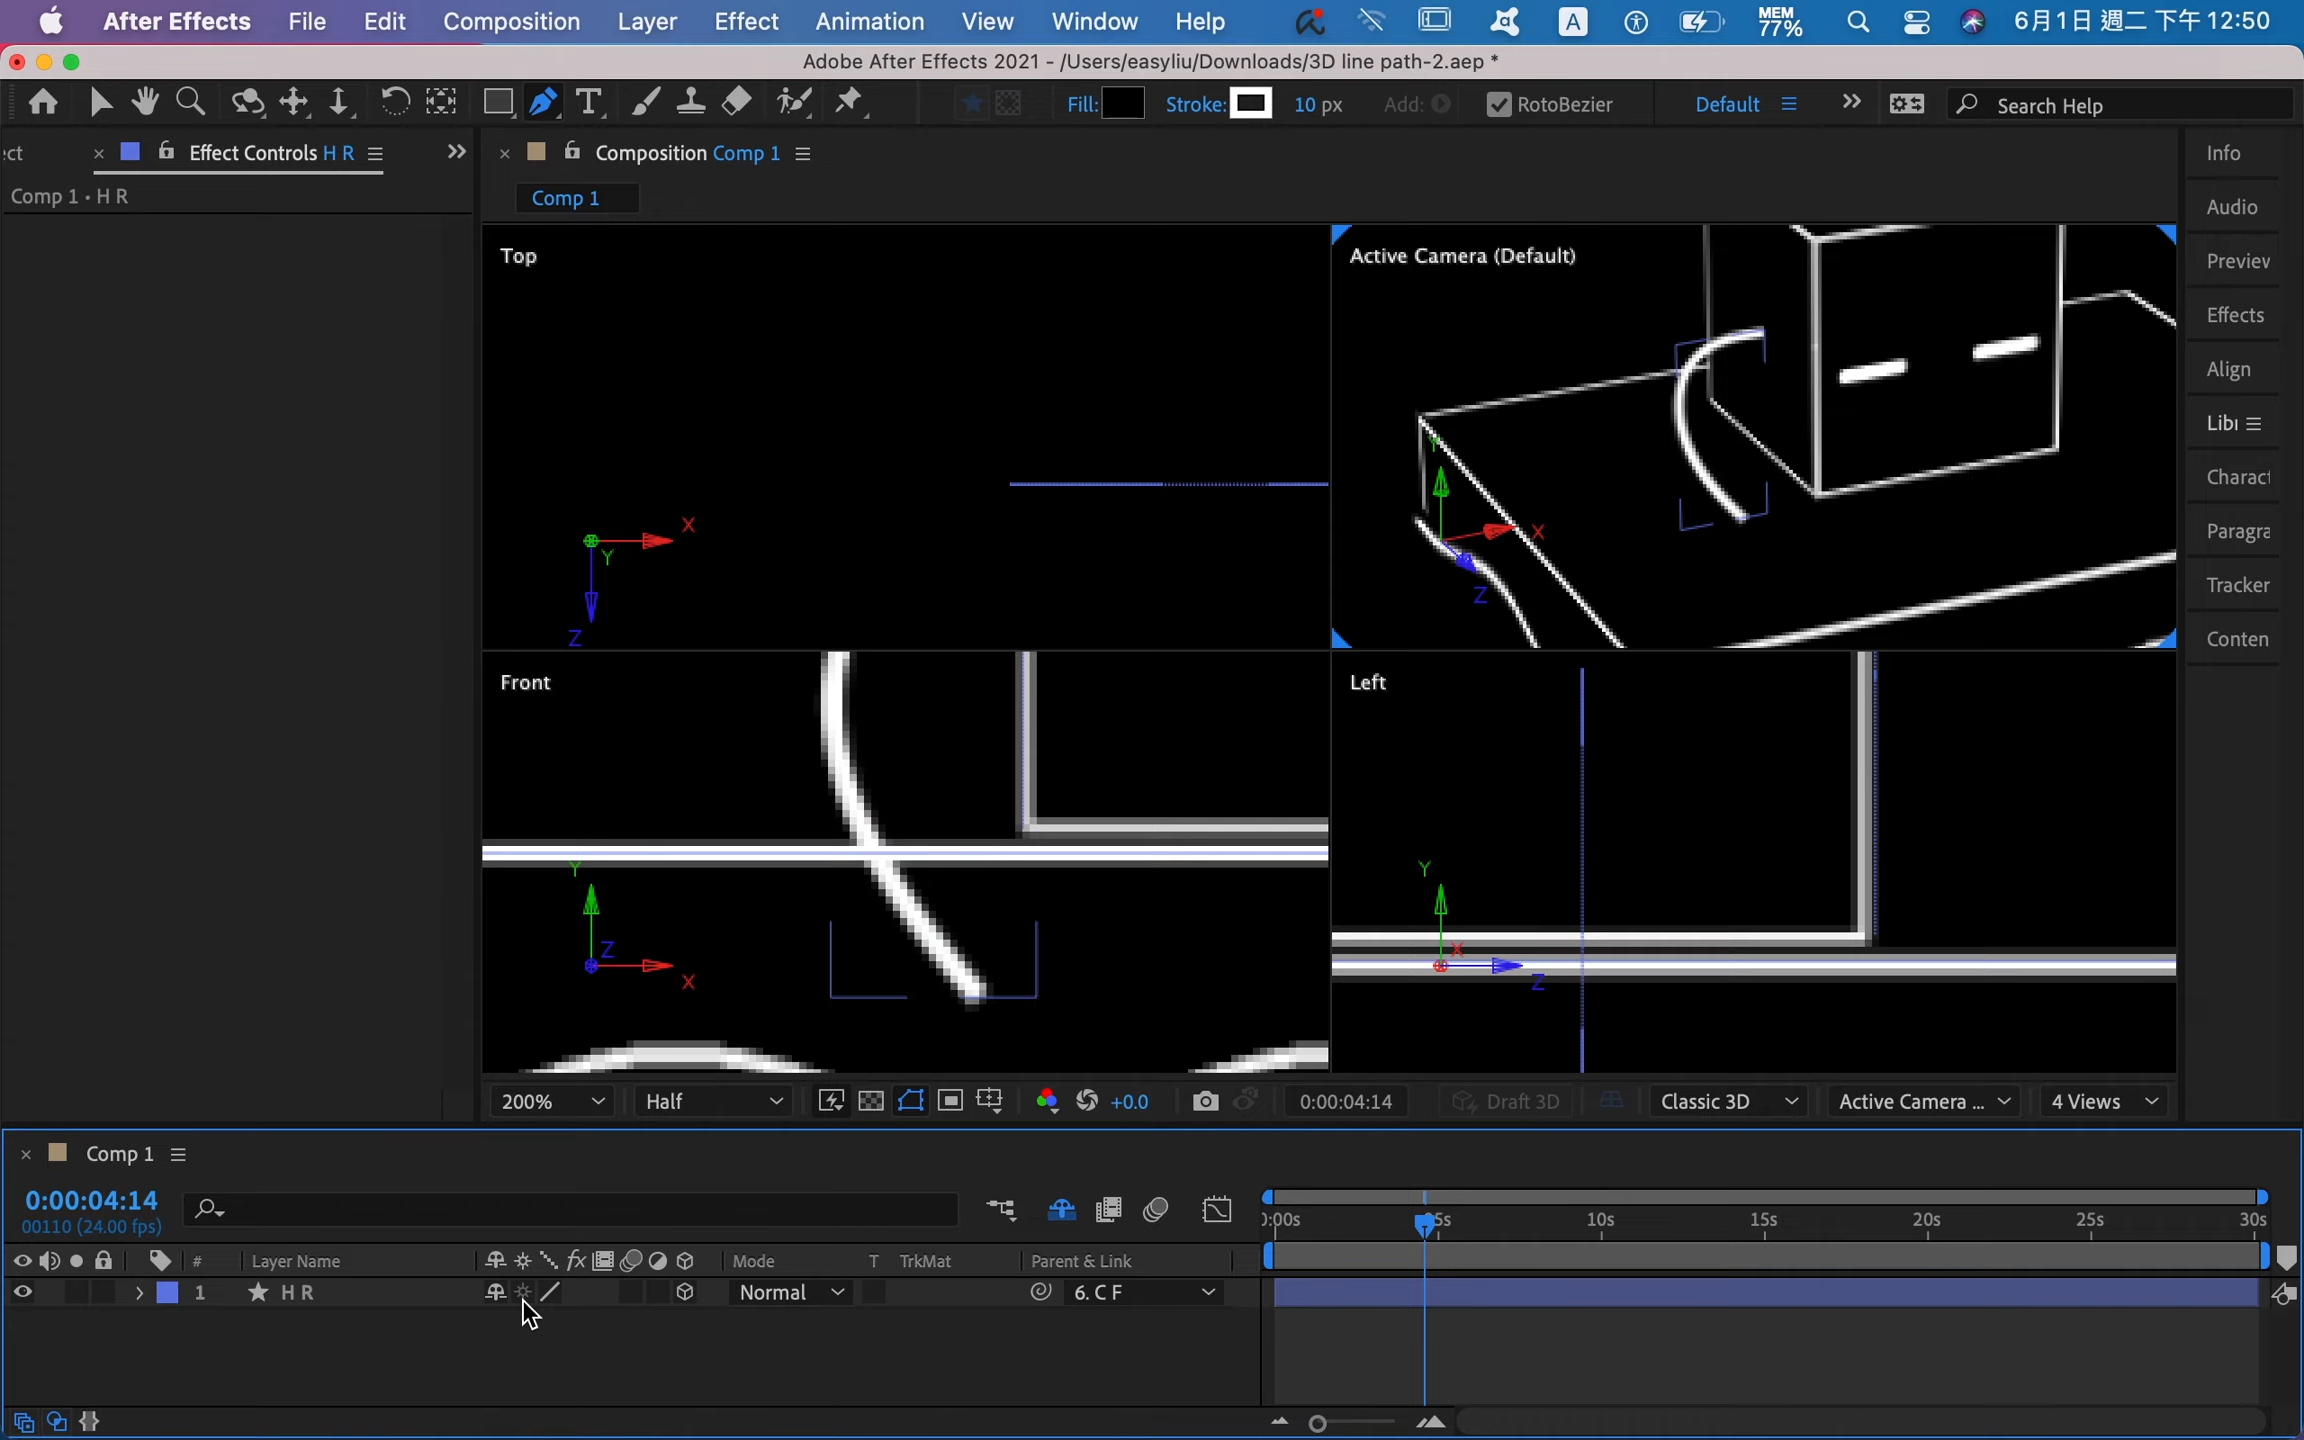 After Effects File Edit Composition Layer Effect Animation View Window Help A MEM 77% 6月1日 週二 下午 12:50
Adobe After Effects 2021 - /Users/easyliu/Downloads/3D line path-2.aep *
T Fill: Stroke: 10 px Add: RotoBezier Default Search Help
ect Effect Controls H R Composition Comp 1 Info
Comp 1 • H R Comp 1
Audio
Top Active Camera (Default) Preview
Effects
Align
Libr
Charact
X Y Z Y X Z Paragra
Tracker
Conten
Front Left
Y Z X Y X Z
200% Half +0.0 0:00:04:14 Draft 3D Classic 3D Active Camera ... 4 Views
Comp 1
0:00:04:14
00110 (24.00 fps)
0:00s 05s 10s 15s 20s 25s 30s
# Layer Name fx Mode T TrkMat Parent & Link
1 H R Normal 6. C F